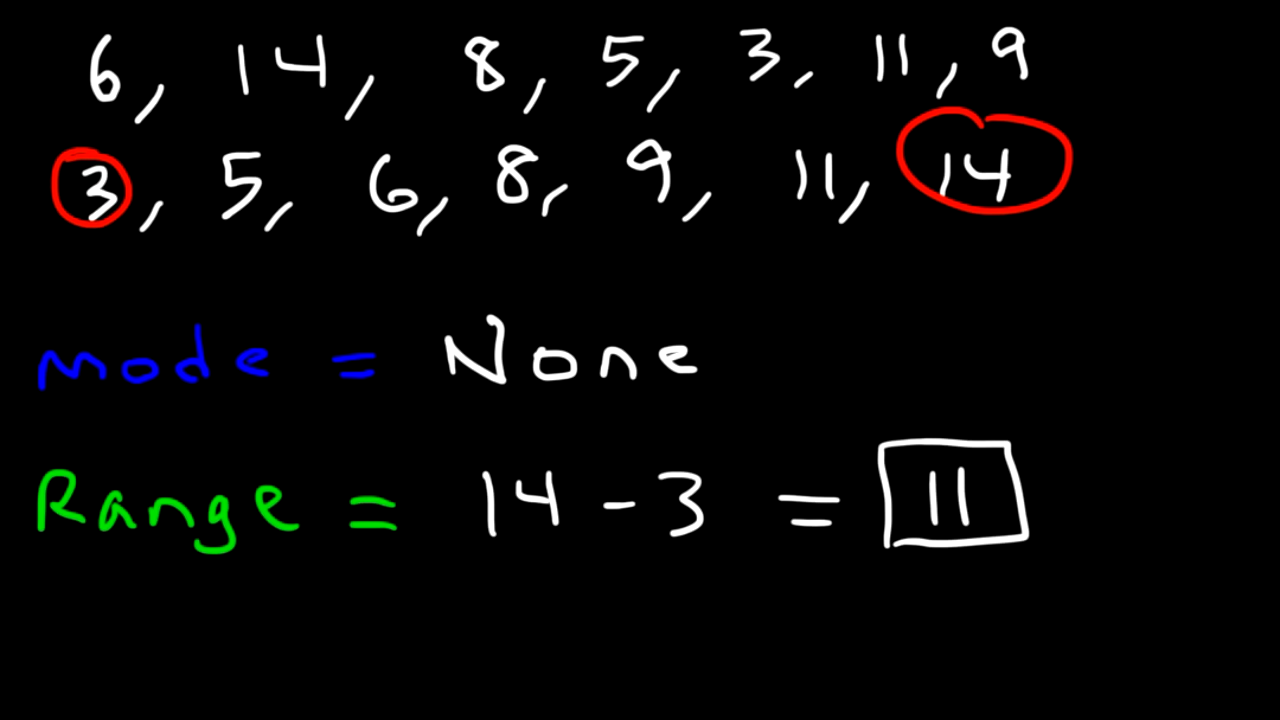 6, 14, 8, 5, 3, 11, 9
3, 5, 6, 8, 9, 11, 14
Mode = None
Range = 14 - 3 = 11